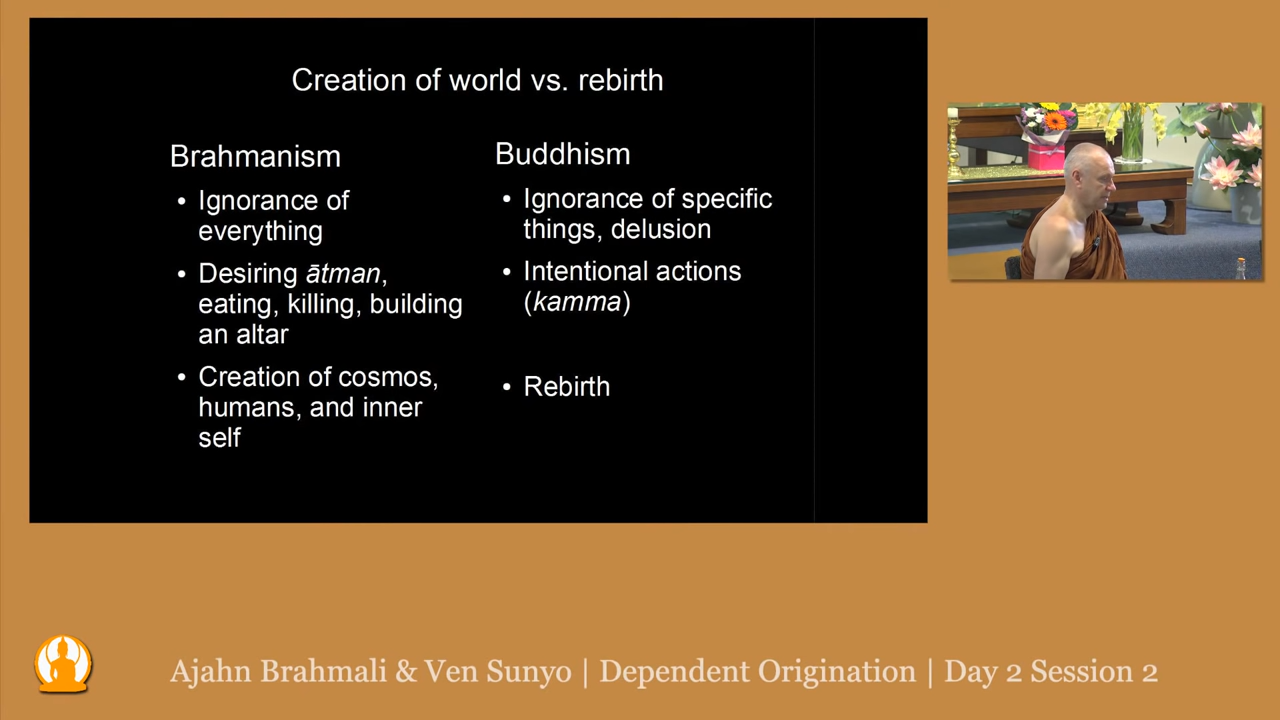 Creation of world vs. rebirth
Brahmanism
• Ignorance of
everything
• Desiring ātman,
eating, killing, building
an altar
• Creation of cosmos,
humans, and inner
self
Buddhism
• Ignorance of specific
things, delusion
• Intentional actions
(kamma)
• Rebirth
Ajahn Brahmali & Ven Sunyo | Dependent Origination | Day 2 Session 2